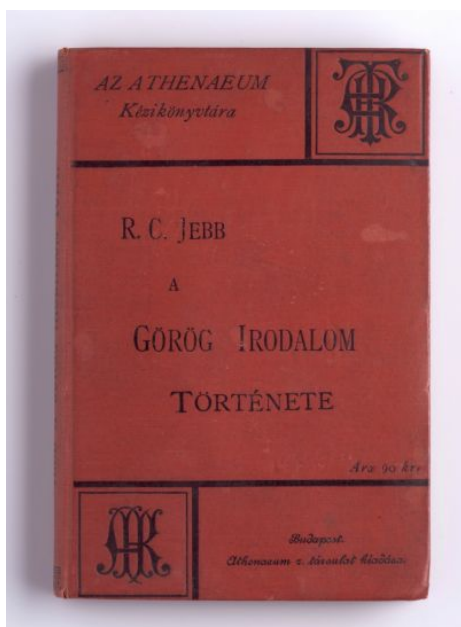 AZ ATHENAEUM
Kézikönyvtára
R. C. JEBB
A
GÖRÖG IRODALOM
TÖRTÉNETE
Ára 90 kr.
Budapest.
Athenaeum r. társulat kiadása.